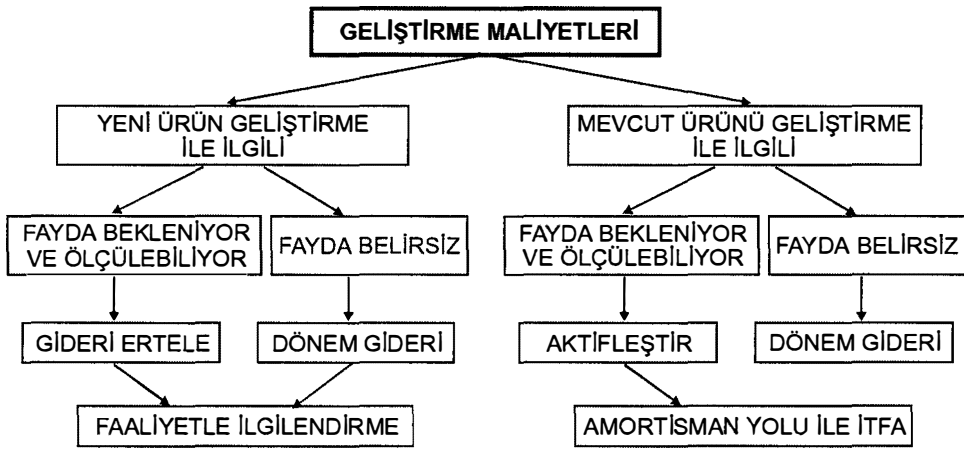 GELİŞTİRME MALİYETLERİ
YENİ ÜRÜN GELİŞTİRME
İLE İLGİLİ
MEVCUT ÜRÜNÜ GELİŞTİRME
İLE İLGİLİ
FAYDA BEKLENİYOR
VE ÖLÇÜLEBİLİYOR
FAYDA BELİRSİZ
FAYDA BEKLENİYOR
VE ÖLÇÜLEBİLİYOR
FAYDA BELİRSİZ
GİDERİ ERTELE
DÖNEM GİDERİ
AKTİFLEŞTİR
DÖNEM GİDERİ
FAALİYETLE İLGİLENDİRME
AMORTİSMAN YOLU İLE İTFA